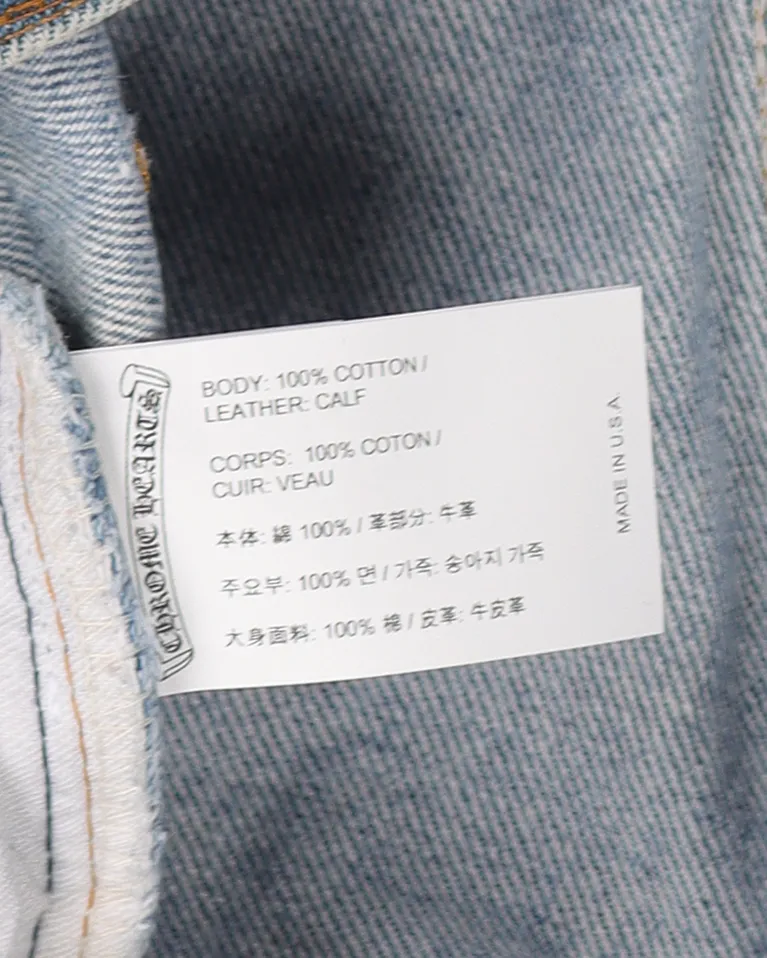 CHROME HEARTS
BODY: 100% COTTON /
LEATHER: CALF
CORPS: 100% COTON /
CUIR: VEAU
本体: 綿 100% / 革部分: 牛革
주요부: 100% 면 / 가죽: 송아지 가죽
大身面料: 100% 棉 / 皮革: 牛皮革
MADE IN U.S.A.